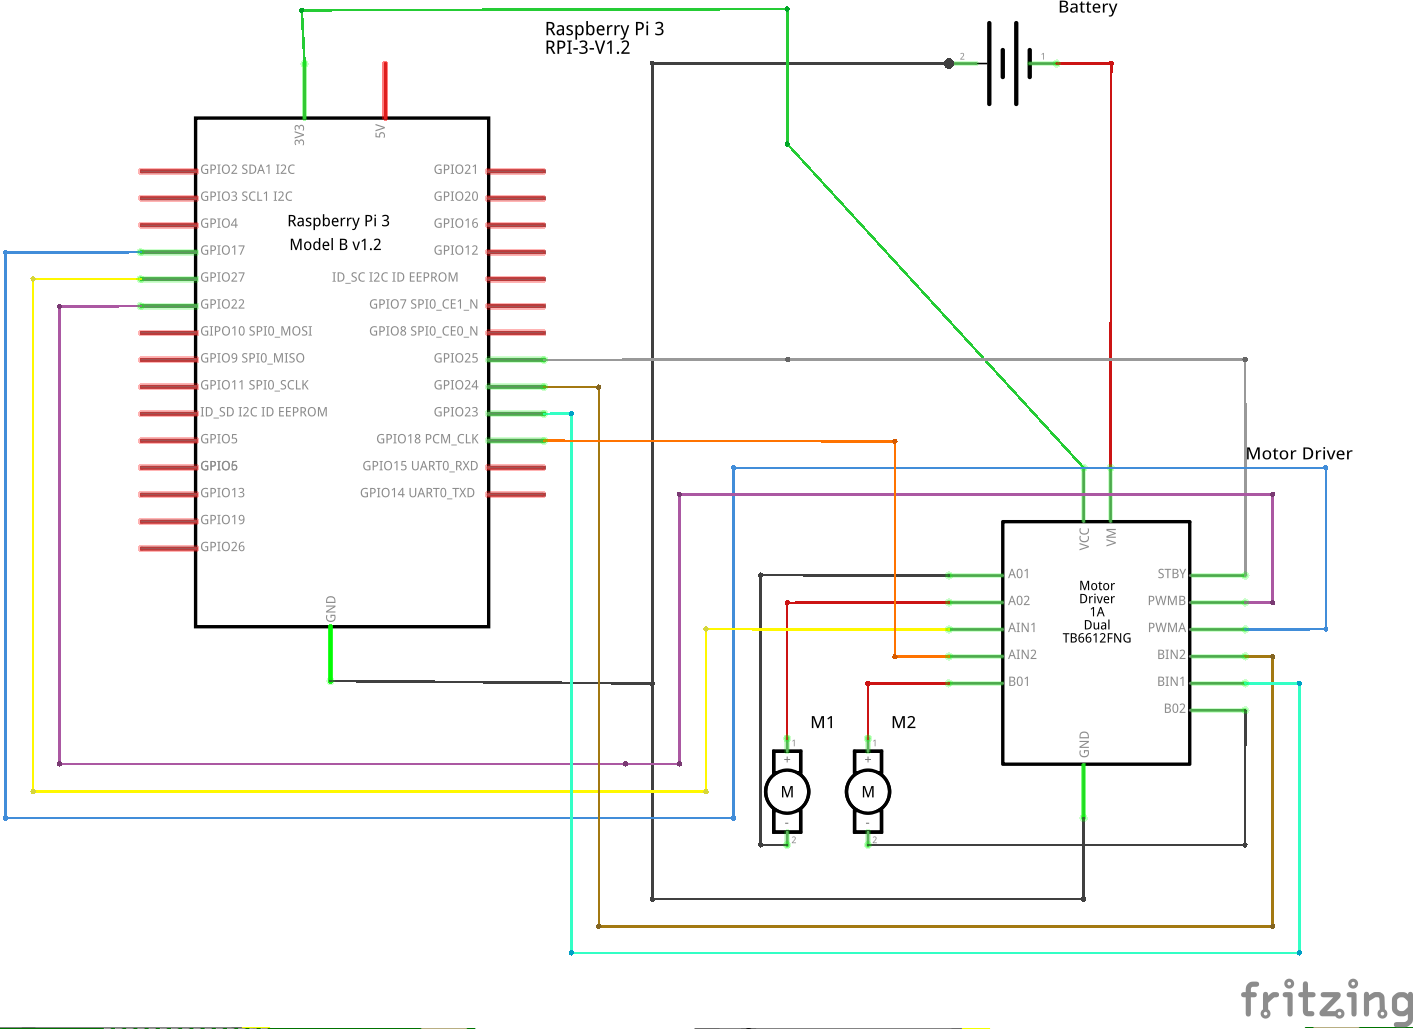 Battery
Raspberry Pi 3
RPI-3-V1.2
2
1
3V3
5V
GPIO2 SDA1 I2C
GPIO21
GPIO3 SCL1 I2C
GPIO20
GPIO4
Raspberry Pi 3
GPIO16
GPIO17
Model B v1.2
GPIO12
GPIO27
ID_SC I2C ID EEPROM
GPIO22
GPIO7 SPI0_CE1_N
GIPO10 SPI0_MOSI
GPIO8 SPI0_CE0_N
GPIO9 SPI0_MISO
GPIO25
GPIO11 SPI0_SCLK
GPIO24
ID_SD I2C ID EEPROM
GPIO23
GPIO5
GPIO18 PCM_CLK
GPIO6
GPIO15 UART0_RXD
GPIO13
GPIO14 UART0_TXD
GPIO19
GPIO26
GND
Motor Driver
VCC
VM
A01
STBY
A02
PWMB
AIN1
PWMA
AIN2
BIN2
B01
BIN1
B02
Motor
Driver
1A
Dual
TB6612FNG
GND
M1
M2
1
1
+
+
M
M
-
-
2
2
fritzing